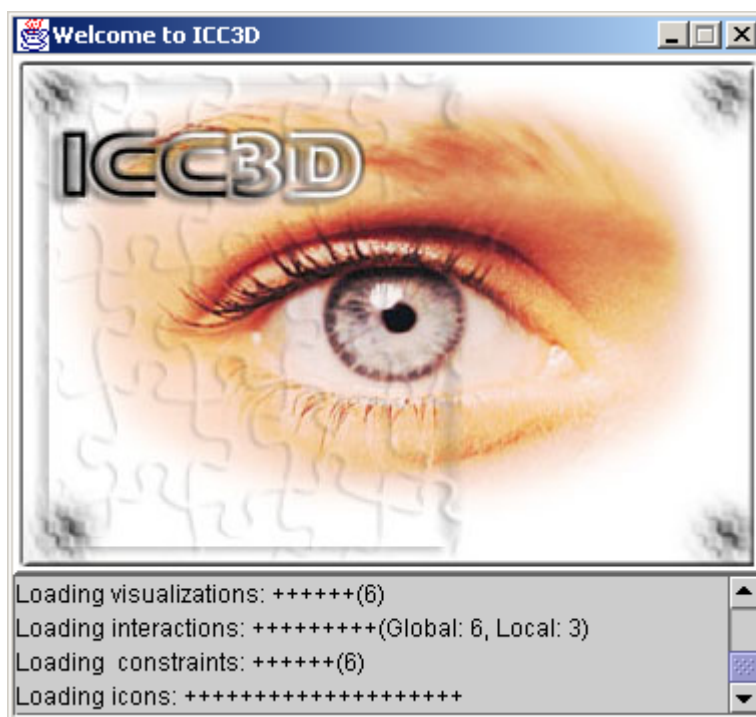 Welcome to ICC3D
ICC3D
Loading visualizations: ++++++(6)
Loading interactions: +++++++++(Global: 6, Local: 3)
Loading  constraints: ++++++(6)
Loading icons: ++++++++++++++++++++